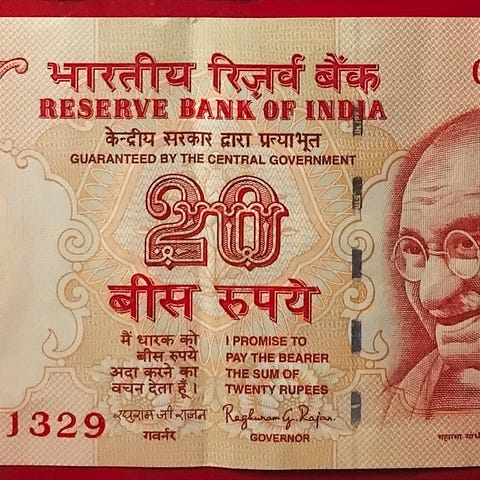 भारतीय रिज़र्व बैंक
RESERVE BANK OF INDIA
केन्द्रीय सरकार द्वारा प्रत्याभूत
GUARANTEED BY THE CENTRAL GOVERNMENT
20
बीस रुपये
मैं धारक को
बीस रुपये
अदा करने का
वचन देता हूँ ।
I PROMISE TO
PAY THE BEARER
THE SUM OF
TWENTY RUPEES
रघुराम जी राजन
गवर्नर
Raghuram G. Rajan
GOVERNOR
1329
महात्मा गांधी